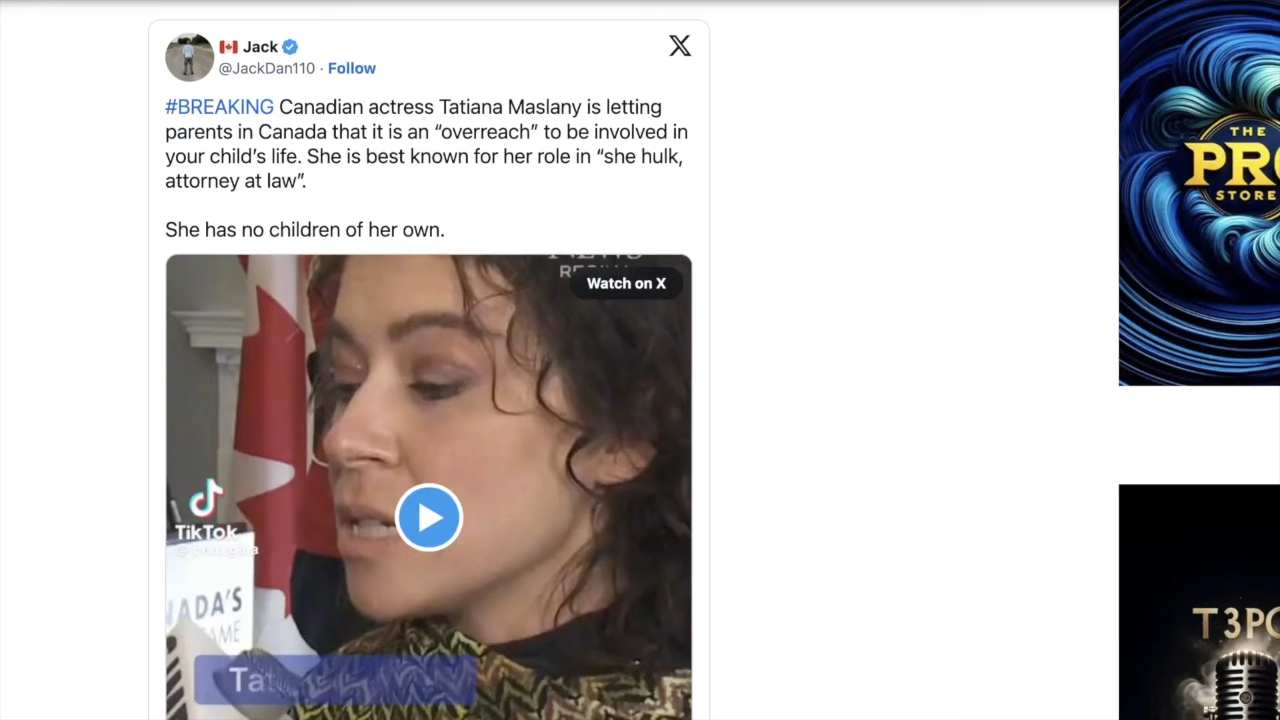 Jack
@JackDan110 · Follow
#BREAKING Canadian actress Tatiana Maslany is letting
parents in Canada that it is an “overreach” to be involved in
your child’s life. She is best known for her role in “she hulk,
attorney at law”.
She has no children of her own.
Watch on X
TikTok
NADA'S
AME
Ta
THE
PRO
STORE
T3PO